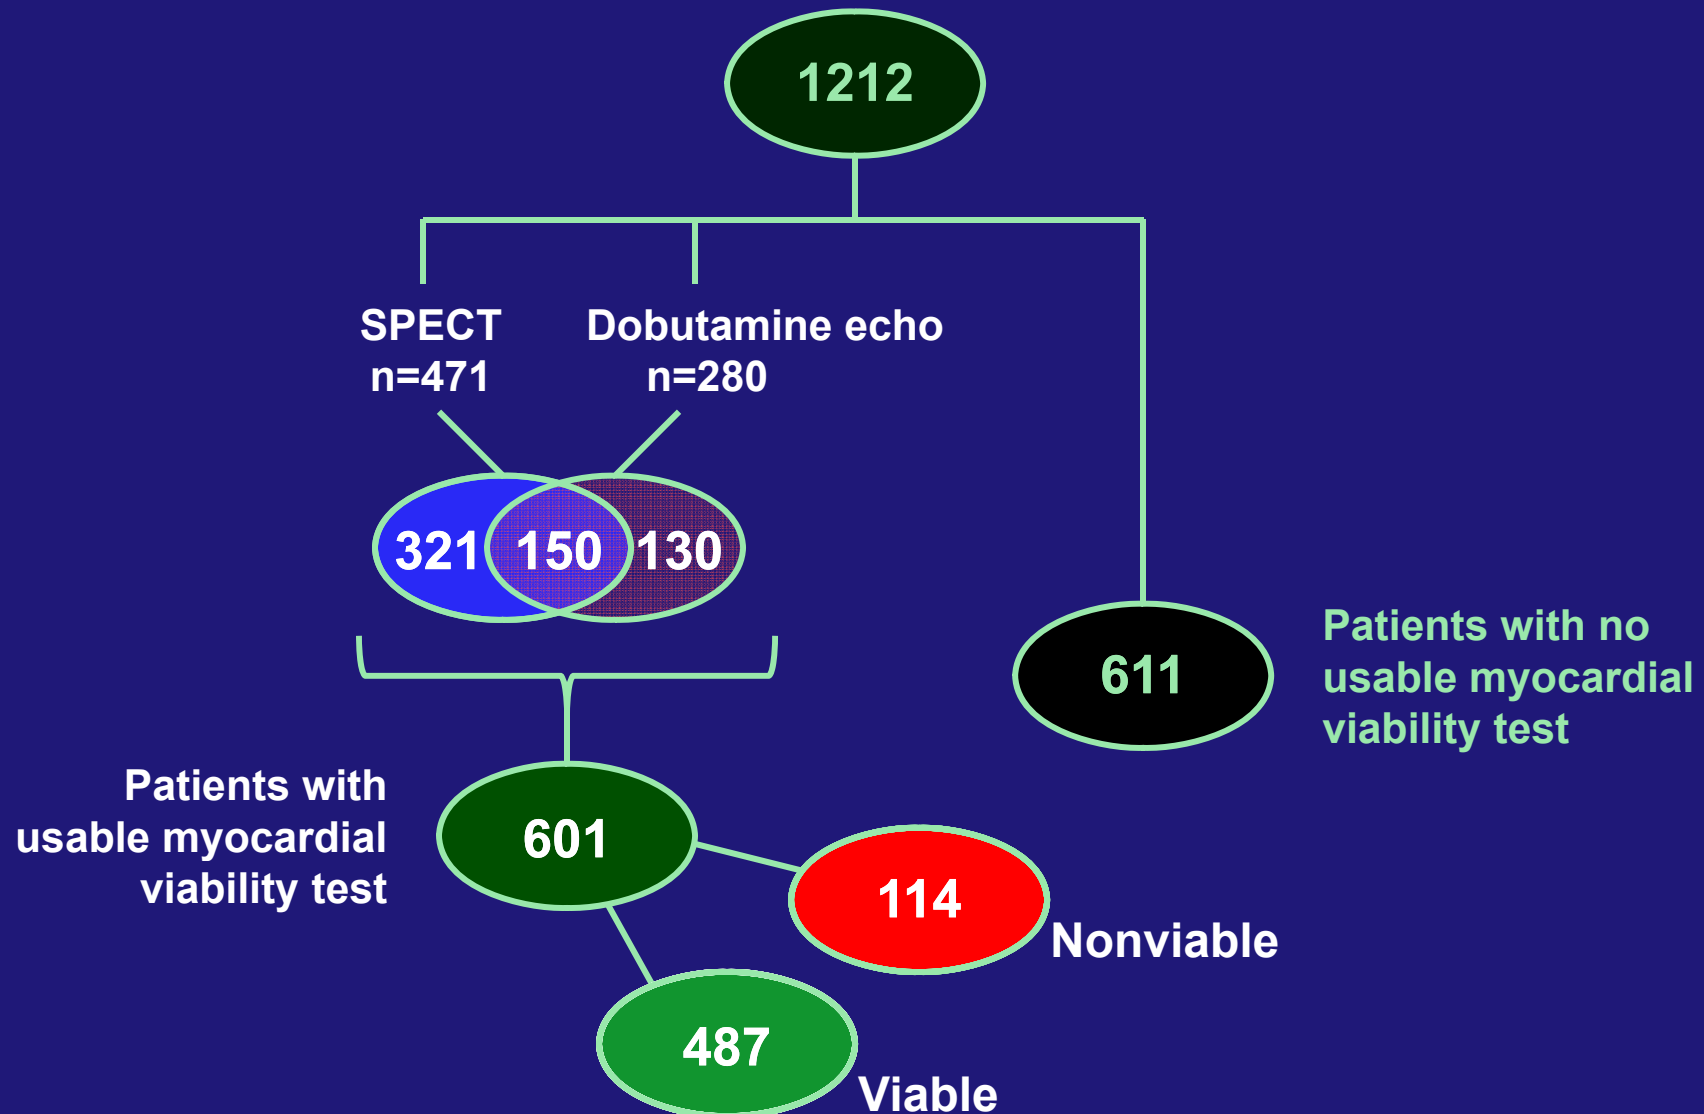 1212
SPECT
n=471
Dobutamine echo
n=280
321
150
130
611
Patients with no
usable myocardial
viability test
Patients with
usable myocardial
viability test
601
114
Nonviable
487
Viable